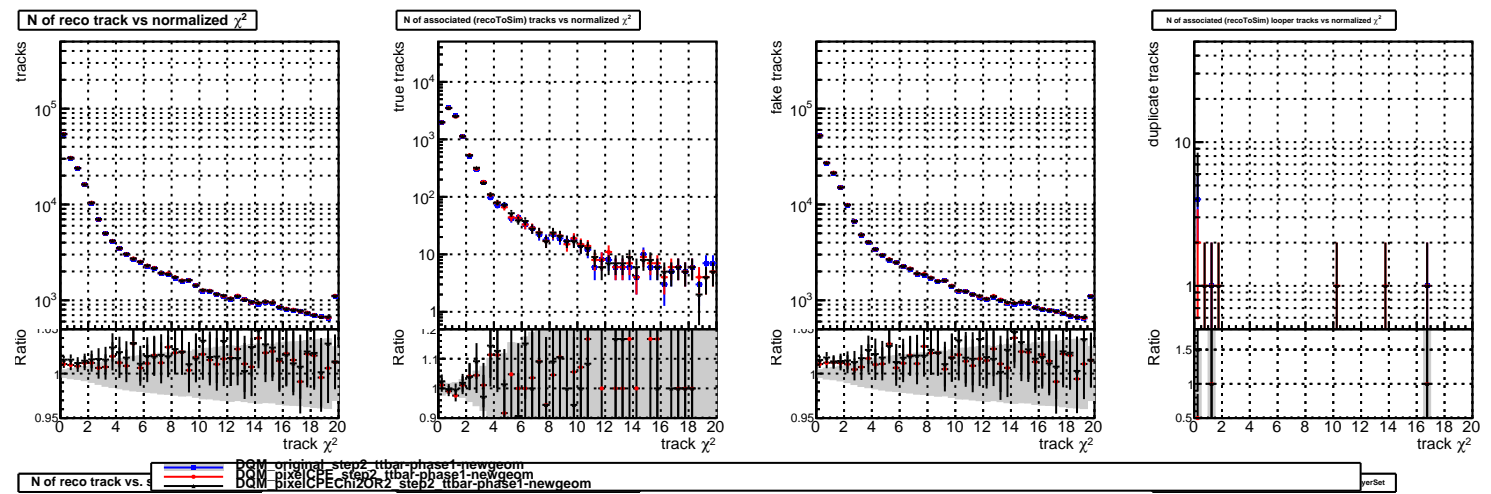 N of reco track vs normalized χ²
N of associated (recoToSim) tracks vs normalized χ²
N of associated (recoToSim) looper tracks vs normalized χ²
tracks
10⁵
10⁴
10³
Ratio
1.05
1
0.95
0 2 4 6 8 10 12 14 16 18 20
track χ²
true tracks
10⁴
10³
10²
10
1
Ratio
1.2
1.1
1
0.9
0 2 4 6 8 10 12 14 16 18 20
track χ²
fake tracks
10⁵
10⁴
10³
Ratio
1.05
1
0.95
0 2 4 6 8 10 12 14 16 18 20
track χ²
duplicate tracks
10
1
Ratio
1.5
1
0.5
0 2 4 6 8 10 12 14 16 18 20
track χ²
DQM_original_step2_ttbar-phase1-newgeom
DQM_pixelCPE_step2_ttbar-phase1-newgeom
DQM_pixelCPEChi2OR2_step2_ttbar-phase1-newgeom
N of reco track vs.
yerSet